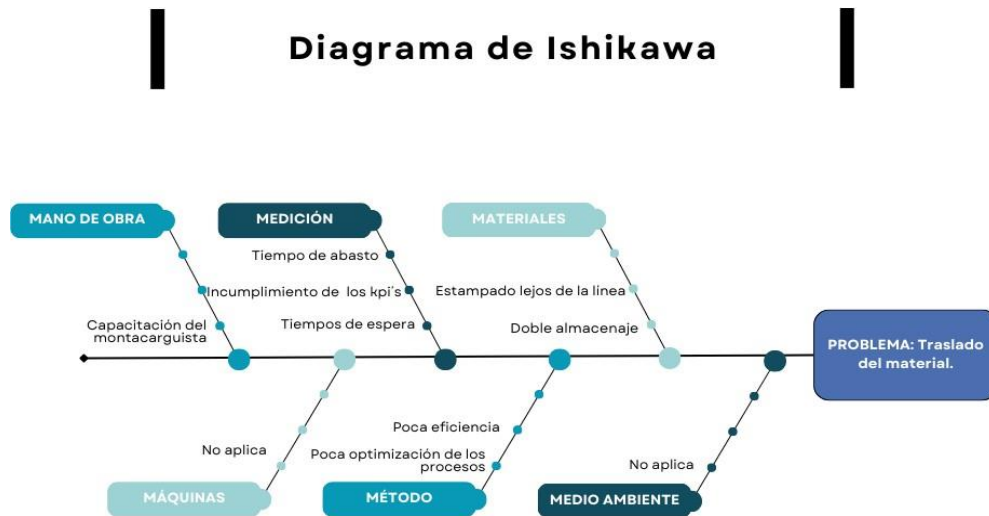 Diagrama de Ishikawa
MANO DE OBRA
MEDICIÓN
MATERIALES
Tiempo de abasto
Incumplimiento de los kpi's
Estampado lejos de la línea
Capacitación del
montacarguista
Tiempos de espera
Doble almacenaje
PROBLEMA: Traslado
del material.
Poca eficiencia
No aplica
Poca optimización de los
procesos
No aplica
MÁQUINAS
MÉTODO
MEDIO AMBIENTE